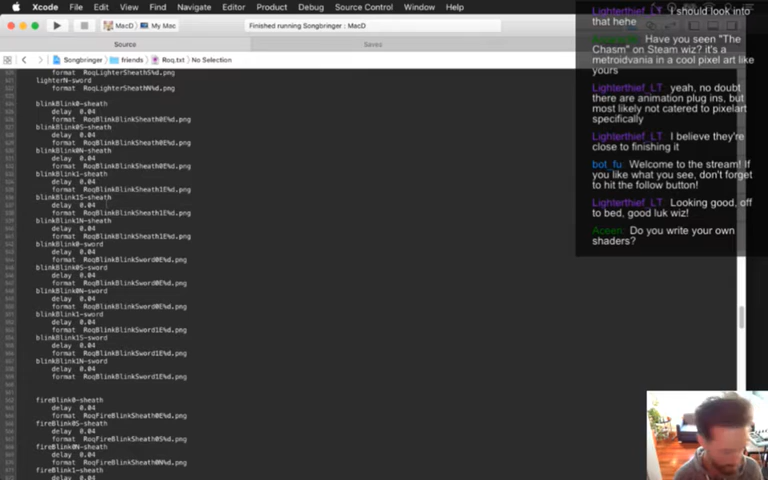 Xcode File Edit View Find Navigate Editor Product Debug Source Control Window Help
MacD My Mac Finished running Songbringer : MacD
Source Saved
Songbringer friends Roq.txt No Selection
format RoqLighterSheathS%d.png
lighterN-sword
format RoqLighterSheathN%d.png
blinkBlink0-sheath
delay 0.04
format RoqBlinkBlinkSheath0E%d.png
blinkBlink0S-sheath
delay 0.04
format RoqBlinkBlinkSheath0E%d.png
blinkBlink0N-sheath
delay 0.04
format RoqBlinkBlinkSheath0E%d.png
blinkBlink1-sheath
delay 0.04
format RoqBlinkBlinkSheath1E%d.png
blinkBlink1S-sheath
delay 0.04
format RoqBlinkBlinkSheath1E%d.png
blinkBlink1N-sheath
delay 0.04
format RoqBlinkBlinkSheath1E%d.png
blinkBlink0-sword
delay 0.04
format RoqBlinkBlinkSword0E%d.png
blinkBlink0S-sword
delay 0.04
format RoqBlinkBlinkSword0E%d.png
blinkBlink0N-sword
delay 0.04
format RoqBlinkBlinkSword0E%d.png
blinkBlink1-sword
delay 0.04
format RoqBlinkBlinkSword1E%d.png
blinkBlink1S-sword
delay 0.04
format RoqBlinkBlinkSword1E%d.png
blinkBlink1N-sword
delay 0.04
format RoqBlinkBlinkSword1E%d.png
fireBlink0-sheath
delay 0.04
format RoqFireBlinkSheath0E%d.png
fireBlink0S-sheath
delay 0.04
format RoqFireBlinkSheath0S%d.png
fireBlink0N-sheath
delay 0.04
format RoqFireBlinkSheath0N%d.png
fireBlink1-sheath
delay 0.04
Lighterthief_LT: I should look into
that hehe
Have you seen "The
Chasm" on Steam wiz? it's a
metroidvania in a cool pixel art like
yours
Lighterthief_LT: yeah, no doubt
there are animation plug ins, but
most likely not catered to pixelart
specifically
Lighterthief_LT: I believe they're
close to finishing it
bot_fu: Welcome to the stream! If
you like what you see, don't forget
to hit the follow button!
Lighterthief_LT: Looking good, off
to bed, good luk wiz!
Aceen: Do you write your own
shaders?